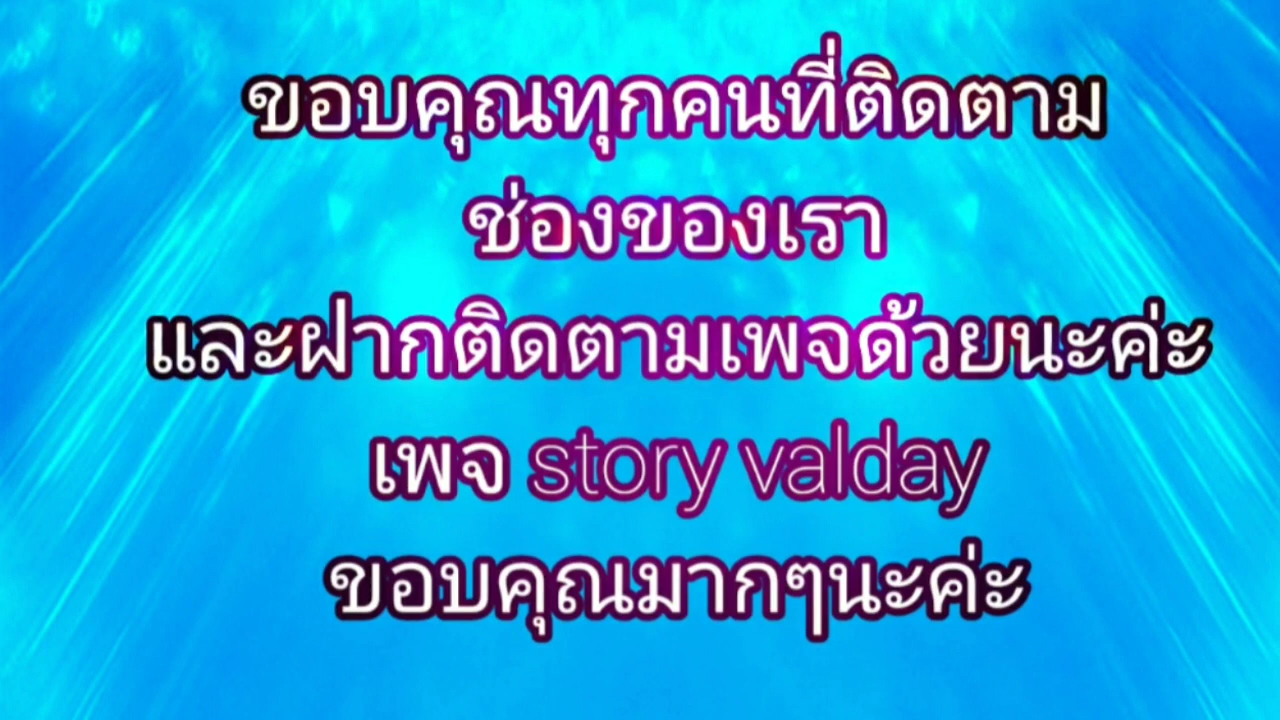 ขอบคุณทุกคนที่ติดตาม
ช่องของเรา
และฝากติดตามเพจด้วยนะค่ะ
เพจ story valday
ขอบคุณมากๆนะค่ะ